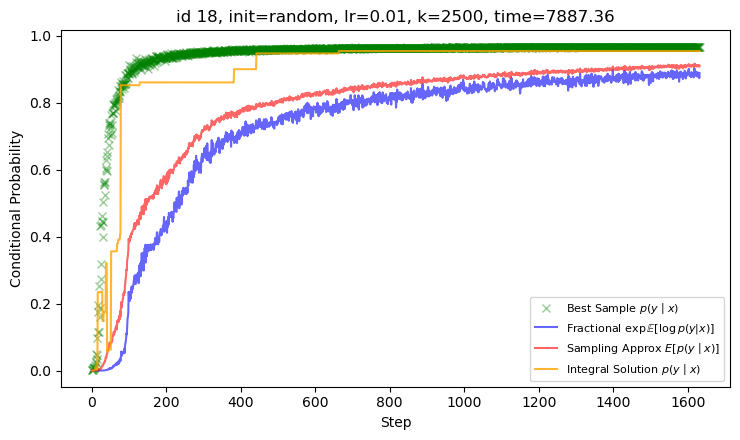 id 18, init=random, lr=0.01, k=2500, time=7887.36
Conditional Probability
1.0
0.8
0.6
0.4
0.2
0.0
Best Sample p(y | x)
Fractional exp𝔼[log p(y|x)]
Sampling Approx E[p(y | x)]
Integral Solution p(y | x)
0 200 400 600 800 1000 1200 1400 1600
Step